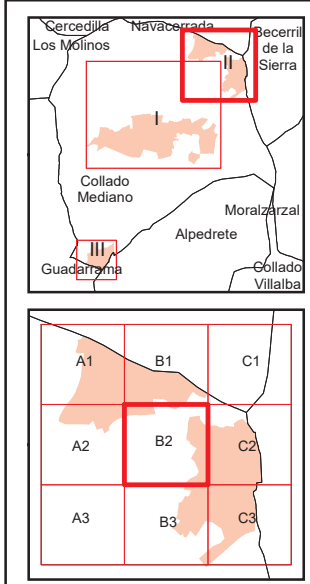 Cercedilla
Navacerrada
Los Molinos
Becerril
de la
Sierra
II
I
Collado
Mediano
Moralzarzal
Alpedrete
III
Guadarrama
Collado
Villalba
A1
B1
C1
A2
B2
C2
A3
B3
C3